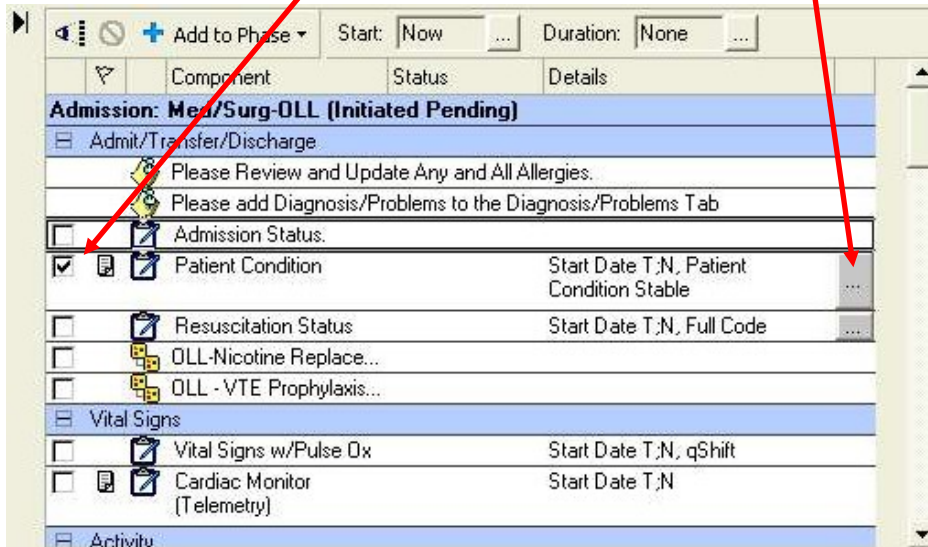 Add to Phase Start: Now ... Duration: None ...
Component Status Details
Admission: Med/Surg-OLL (Initiated Pending)
Admit/Transfer/Discharge
Please Review and Update Any and All Allergies.
Please add Diagnosis/Problems to the Diagnosis/Problems Tab
Admission Status.
Patient Condition Start Date T;N, Patient
Condition Stable ...
Resuscitation Status Start Date T;N, Full Code ...
OLL-Nicotine Replace...
OLL - VTE Prophylaxis...
Vital Signs
Vital Signs w/Pulse Ox Start Date T;N, qShift
Cardiac Monitor Start Date T;N
(Telemetry)
Activity